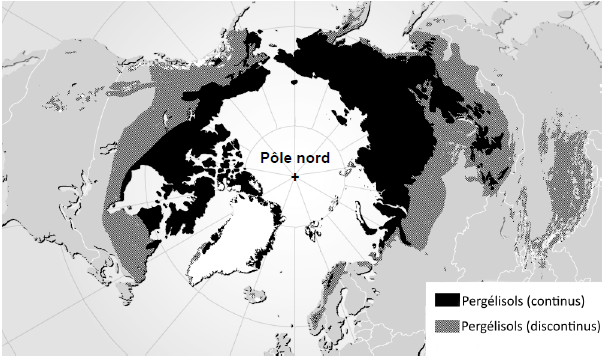 Pôle nord
+
Pergélisols (continus)
Pergélisols (discontinus)